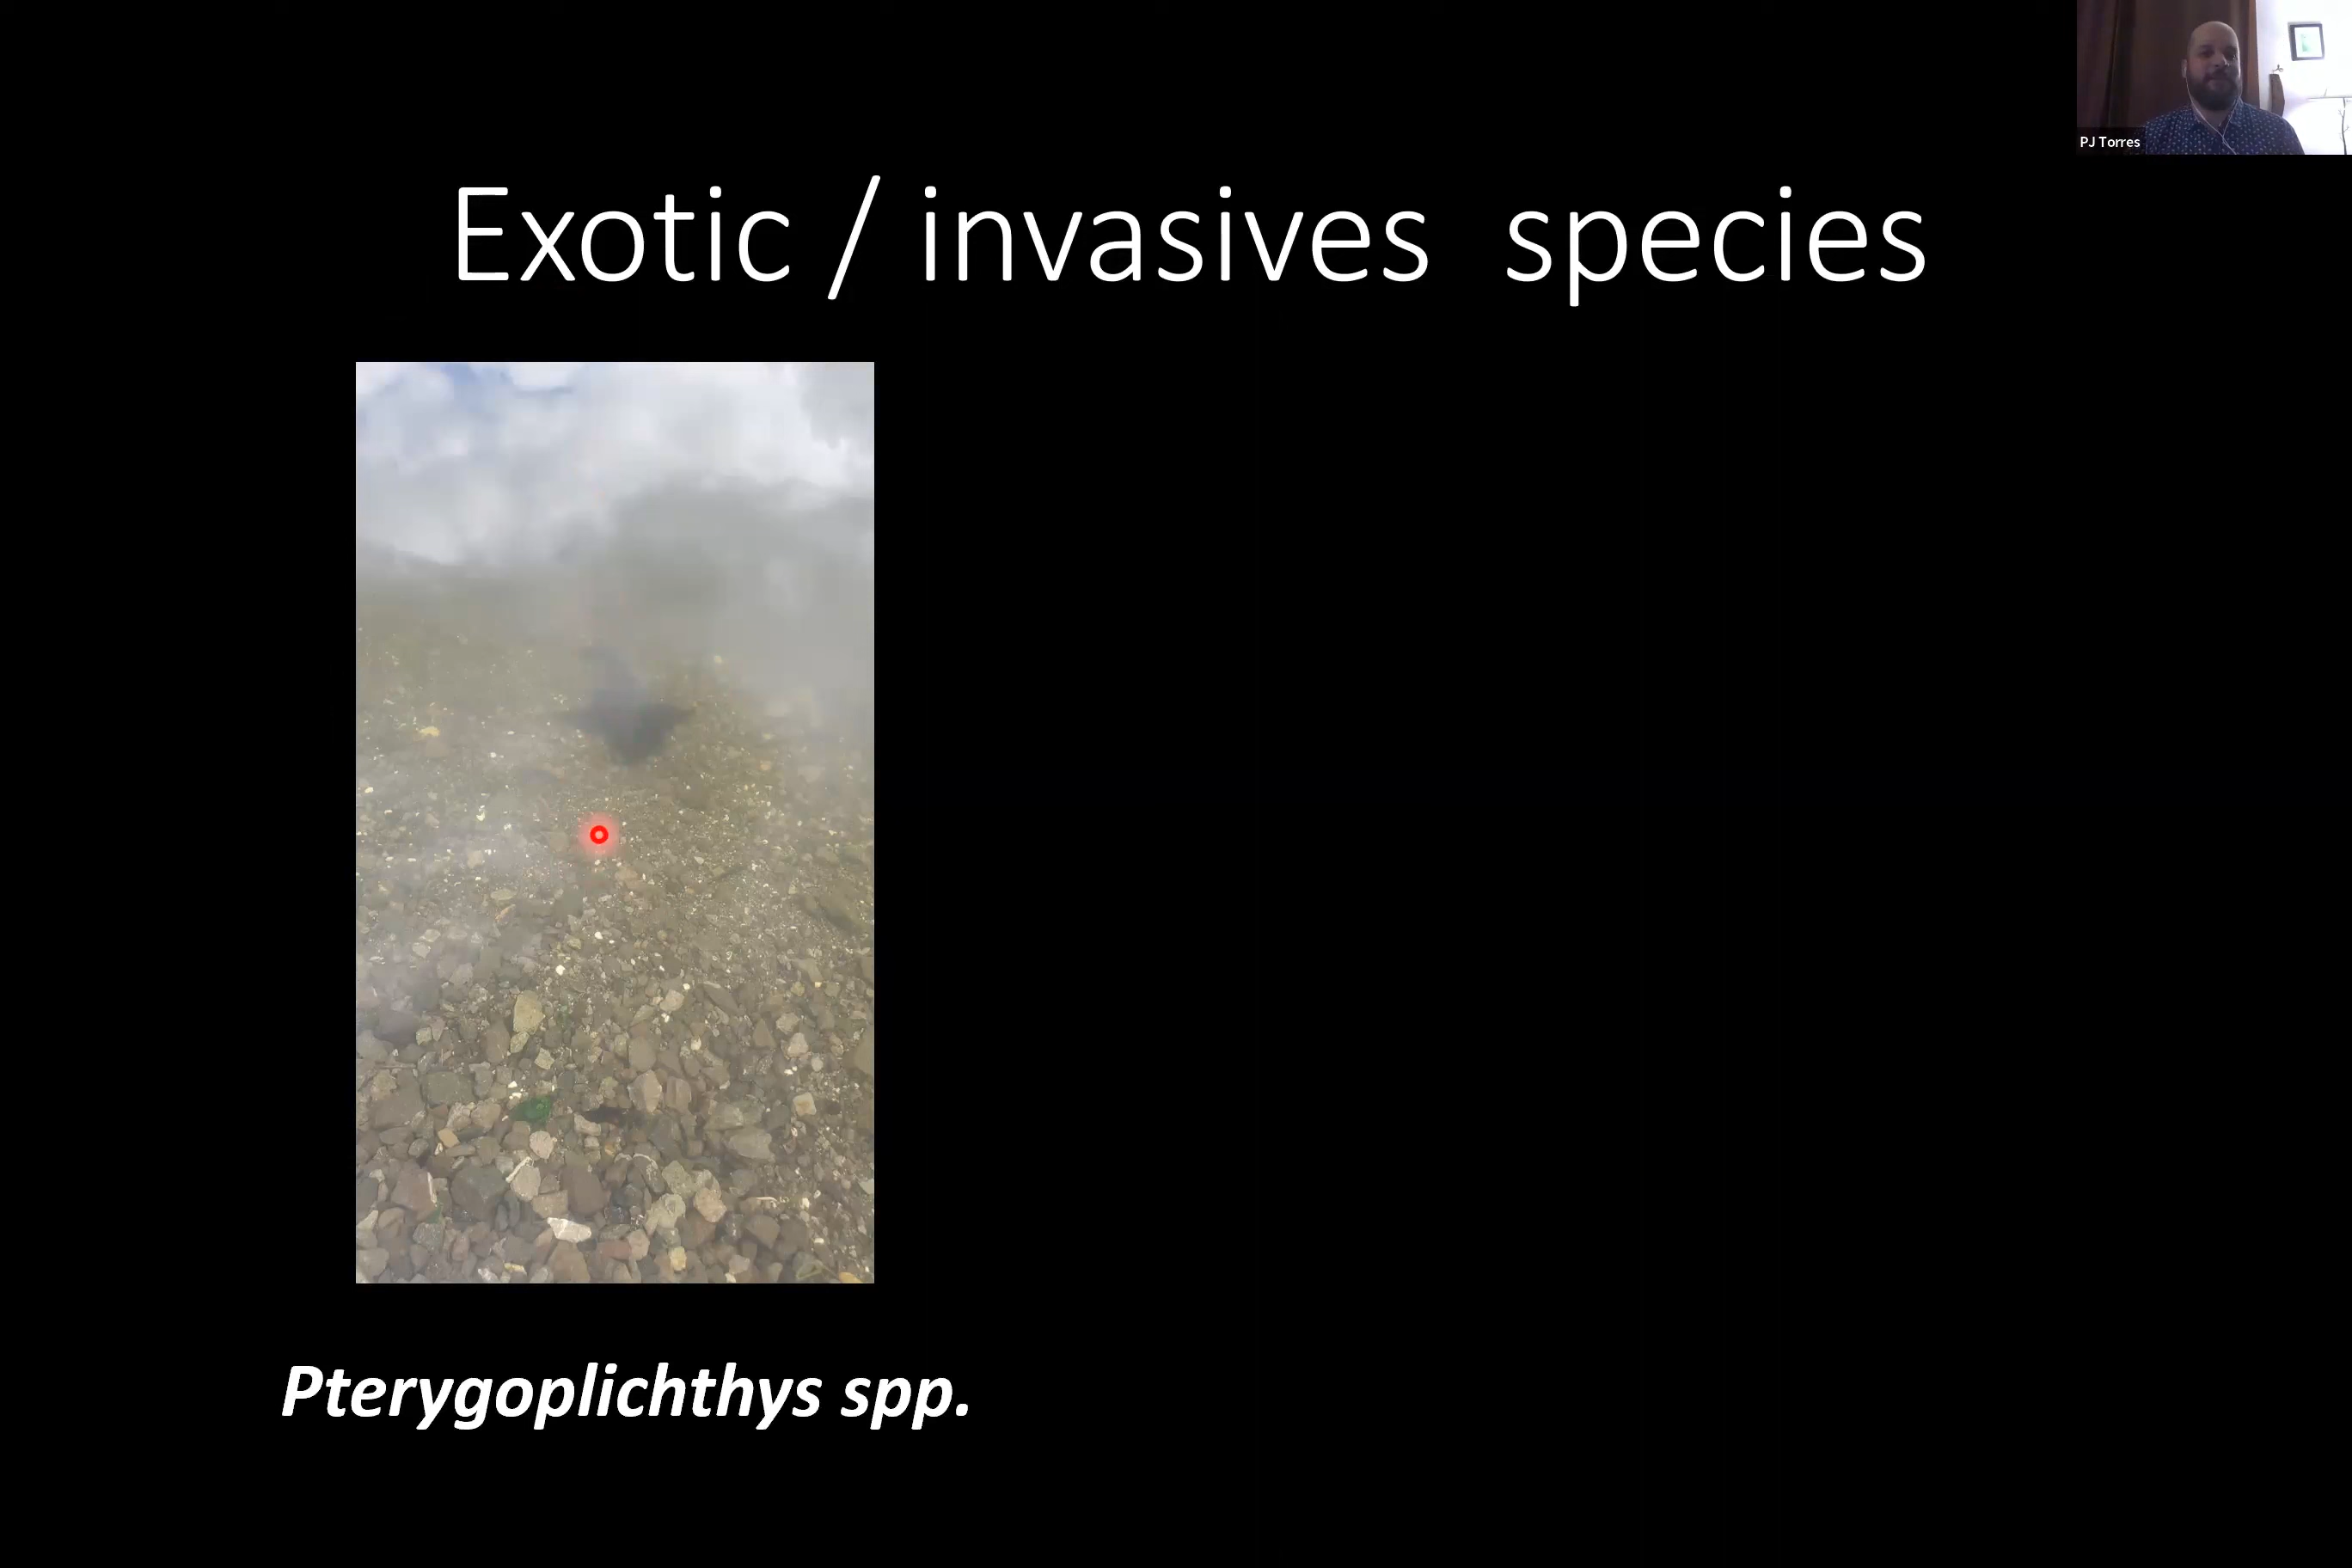 PJ Torres
Exotic / invasives  species
Pterygoplichthys spp.